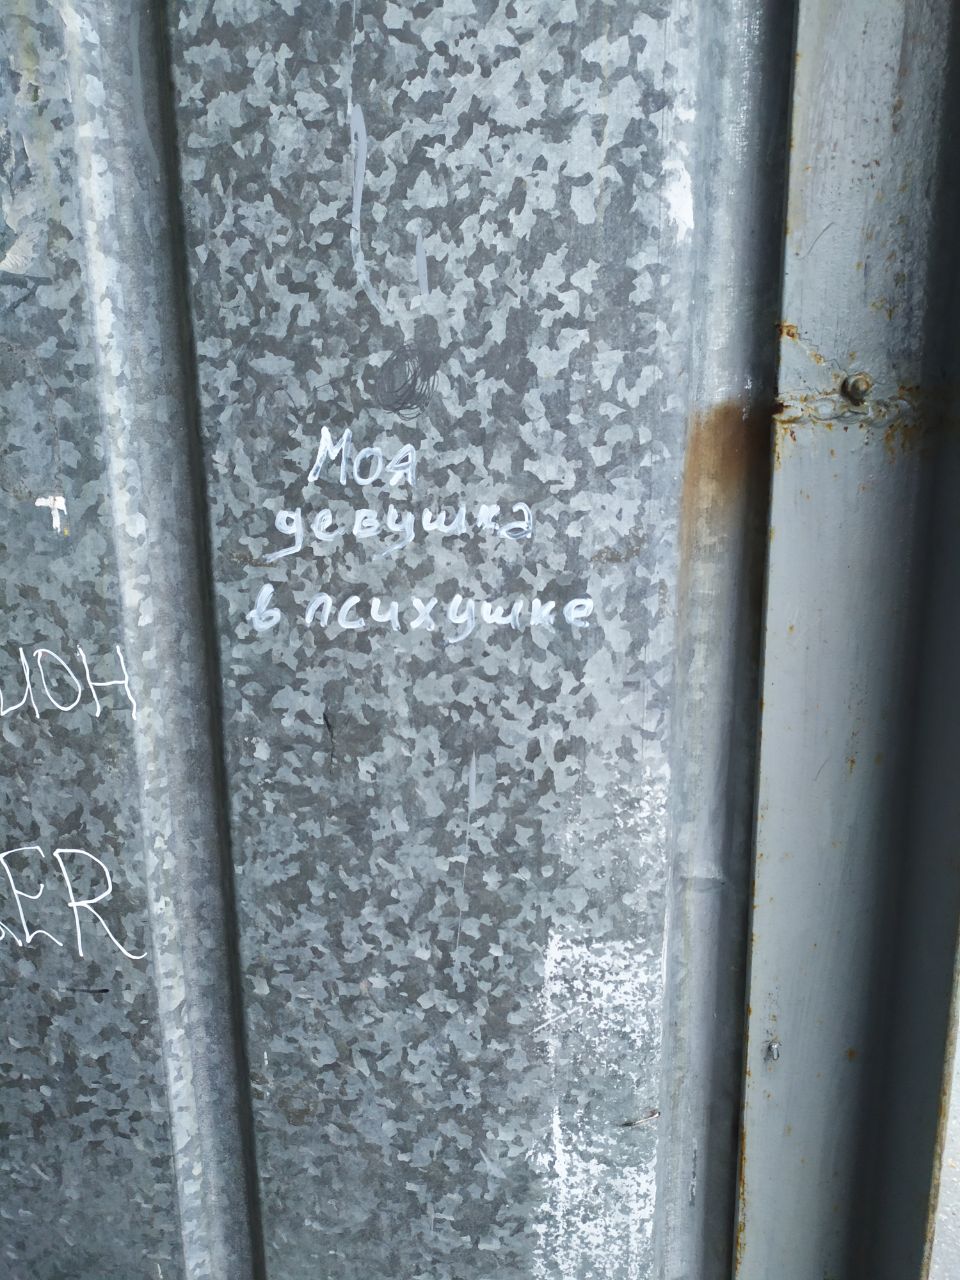 Моя
девушка
в психушке